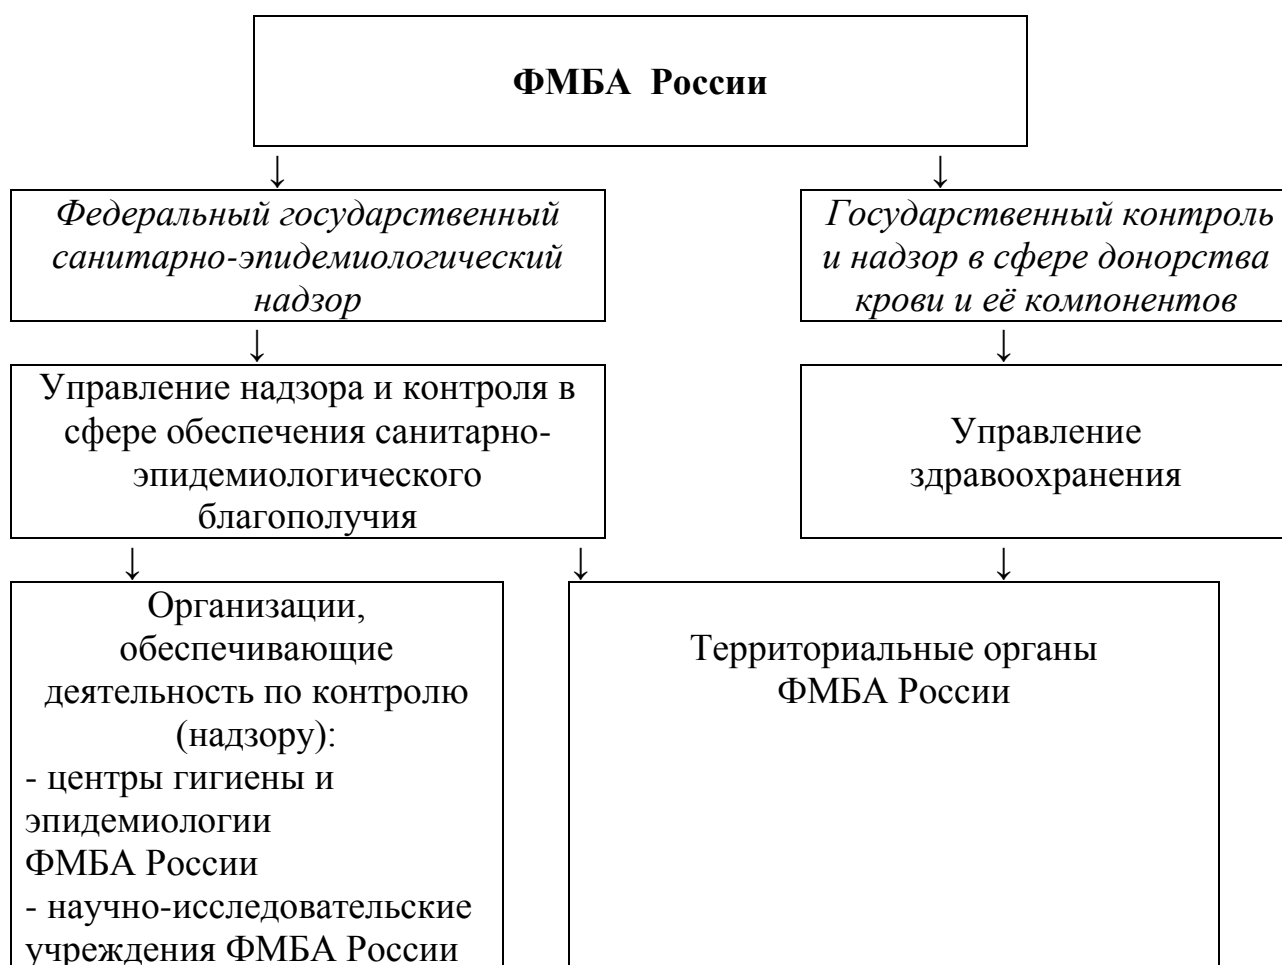 ФМБА России
↓
↓
Федеральный государственный
санитарно-эпидемиологический
надзор
Государственный контроль
и надзор в сфере донорства
крови и её компонентов
↓
↓
Управление надзора и контроля в
сфере обеспечения санитарно-
эпидемиологического
благополучия
Управление
здравоохранения
↓
↓
↓
Организации,
обеспечивающие
деятельность по контролю
(надзору):
- центры гигиены и
эпидемиологии
ФМБА России
- научно-исследовательские
учреждения ФМБА России
Территориальные органы
ФМБА России